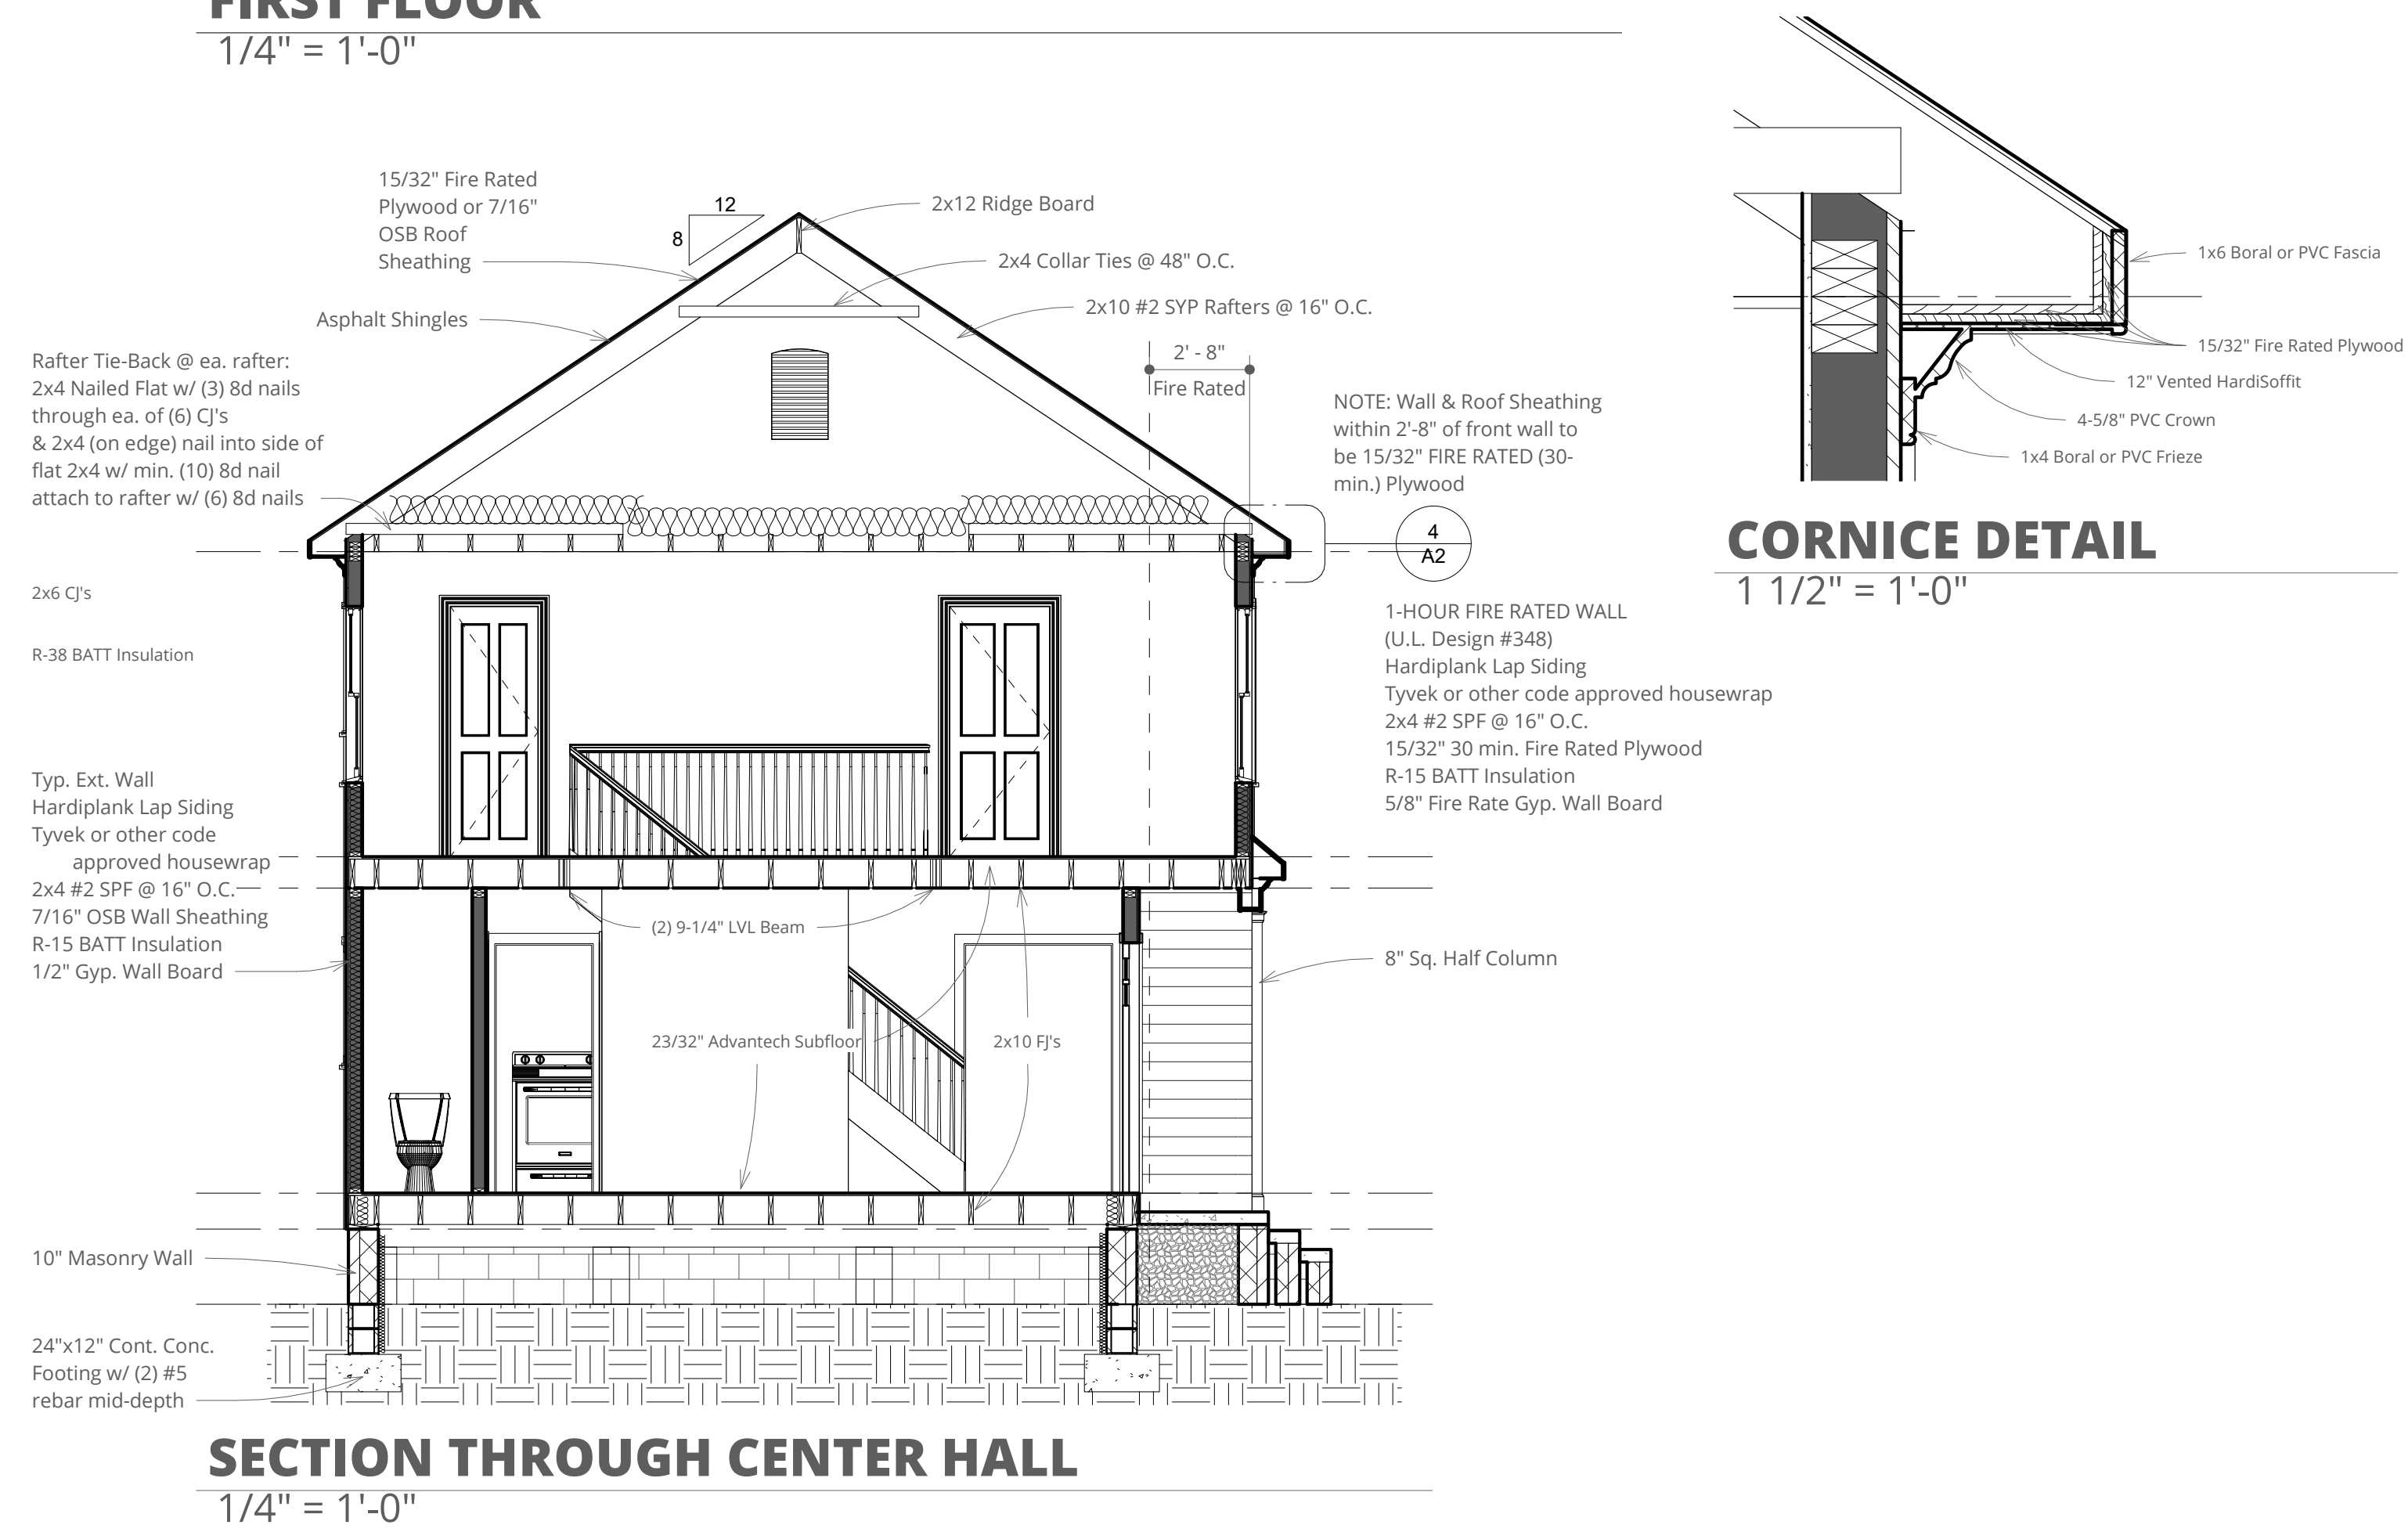 FIRST FLOOR
1/4" = 1'-0"
15/32" Fire Rated
Plywood or 7/16"
OSB Roof
Sheathing
12
8
2x12 Ridge Board
2x4 Collar Ties @ 48" O.C.
2x10 #2 SYP Rafters @ 16" O.C.
Asphalt Shingles
2' - 8"
Fire Rated
Rafter Tie-Back @ ea. rafter:
2x4 Nailed Flat w/ (3) 8d nails
through ea. of (6) CJ's
& 2x4 (on edge) nail into side of
flat 2x4 w/ min. (10) 8d nail
attach to rafter w/ (6) 8d nails
NOTE: Wall & Roof Sheathing
within 2'-8" of front wall to
be 15/32" FIRE RATED (30-
min.) Plywood
4
A2
2x6 CJ's
R-38 BATT Insulation
1-HOUR FIRE RATED WALL
(U.L. Design #348)
Hardiplank Lap Siding
Tyvek or other code approved housewrap
2x4 #2 SPF @ 16" O.C.
15/32" 30 min. Fire Rated Plywood
R-15 BATT Insulation
5/8" Fire Rate Gyp. Wall Board
Typ. Ext. Wall
Hardiplank Lap Siding
Tyvek or other code
approved housewrap
2x4 #2 SPF @ 16" O.C.
7/16" OSB Wall Sheathing
R-15 BATT Insulation
1/2" Gyp. Wall Board
(2) 9-1/4" LVL Beam
8" Sq. Half Column
23/32" Advantech Subfloor
2x10 FJ's
10" Masonry Wall
24"x12" Cont. Conc.
Footing w/ (2) #5
rebar mid-depth
SECTION THROUGH CENTER HALL
1/4" = 1'-0"
1x6 Boral or PVC Fascia
15/32" Fire Rated Plywood
12" Vented HardiSoffit
4-5/8" PVC Crown
1x4 Boral or PVC Frieze
CORNICE DETAIL
1 1/2" = 1'-0"